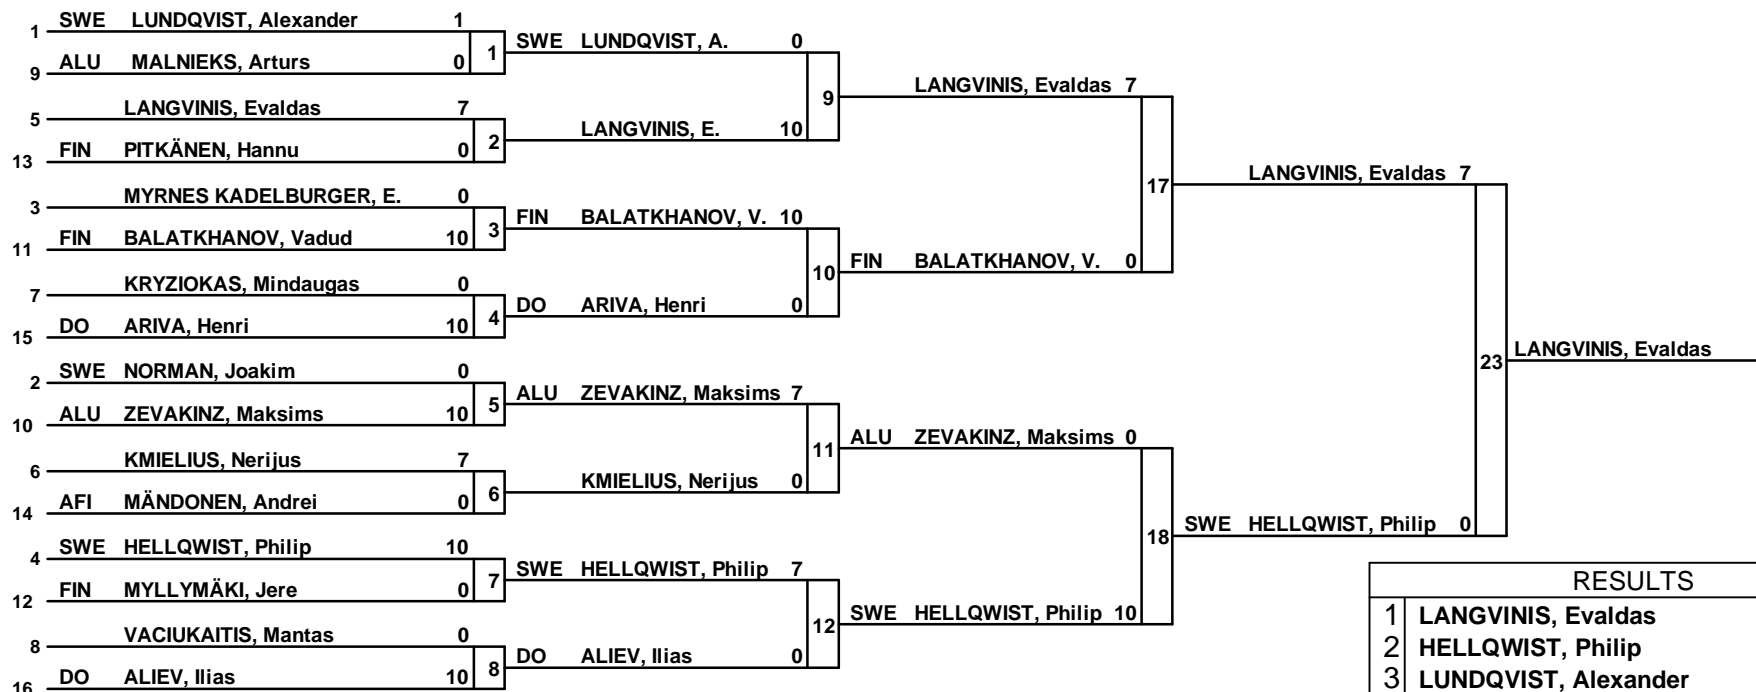 1 SWE LUNDQVIST, Alexander 1
9 ALU MALNIEKS, Arturs 0
1
5 LANGVINIS, Evaldas 7
13 FIN PITKÄNEN, Hannu 0
2
3 MYRNES KADELBURGER, E. 0
11 FIN BALATKHANOV, Vadud 10
3
7 KRYZIOKAS, Mindaugas 0
15 DO ARIVA, Henri 10
4
2 SWE NORMAN, Joakim 0
10 ALU ZEVAKINZ, Maksims 10
5
6 KMIELIUS, Nerijus 7
14 AFI MÄNDONEN, Andrei 0
6
4 SWE HELLQWIST, Philip 10
12 FIN MYLLYMÄKI, Jere 0
7
8 VACIUKAITIS, Mantas 0
16 DO ALIEV, Ilias 10
8
SWE LUNDQVIST, A. 0
LANGVINIS, E. 10
9
FIN BALATKHANOV, V. 10
DO ARIVA, Henri 0
10
ALU ZEVAKINZ, Maksims 7
KMIELIUS, Nerijus 0
11
SWE HELLQWIST, Philip 7
DO ALIEV, Ilias 0
12
LANGVINIS, Evaldas 7
FIN BALATKHANOV, V. 0
17
ALU ZEVAKINZ, Maksims 0
SWE HELLQWIST, Philip 10
18
LANGVINIS, Evaldas 7
SWE HELLQWIST, Philip 0
23
LANGVINIS, Evaldas
RESULTS
1 LANGVINIS, Evaldas
2 HELLQWIST, Philip
3 LUNDQVIST, Alexander